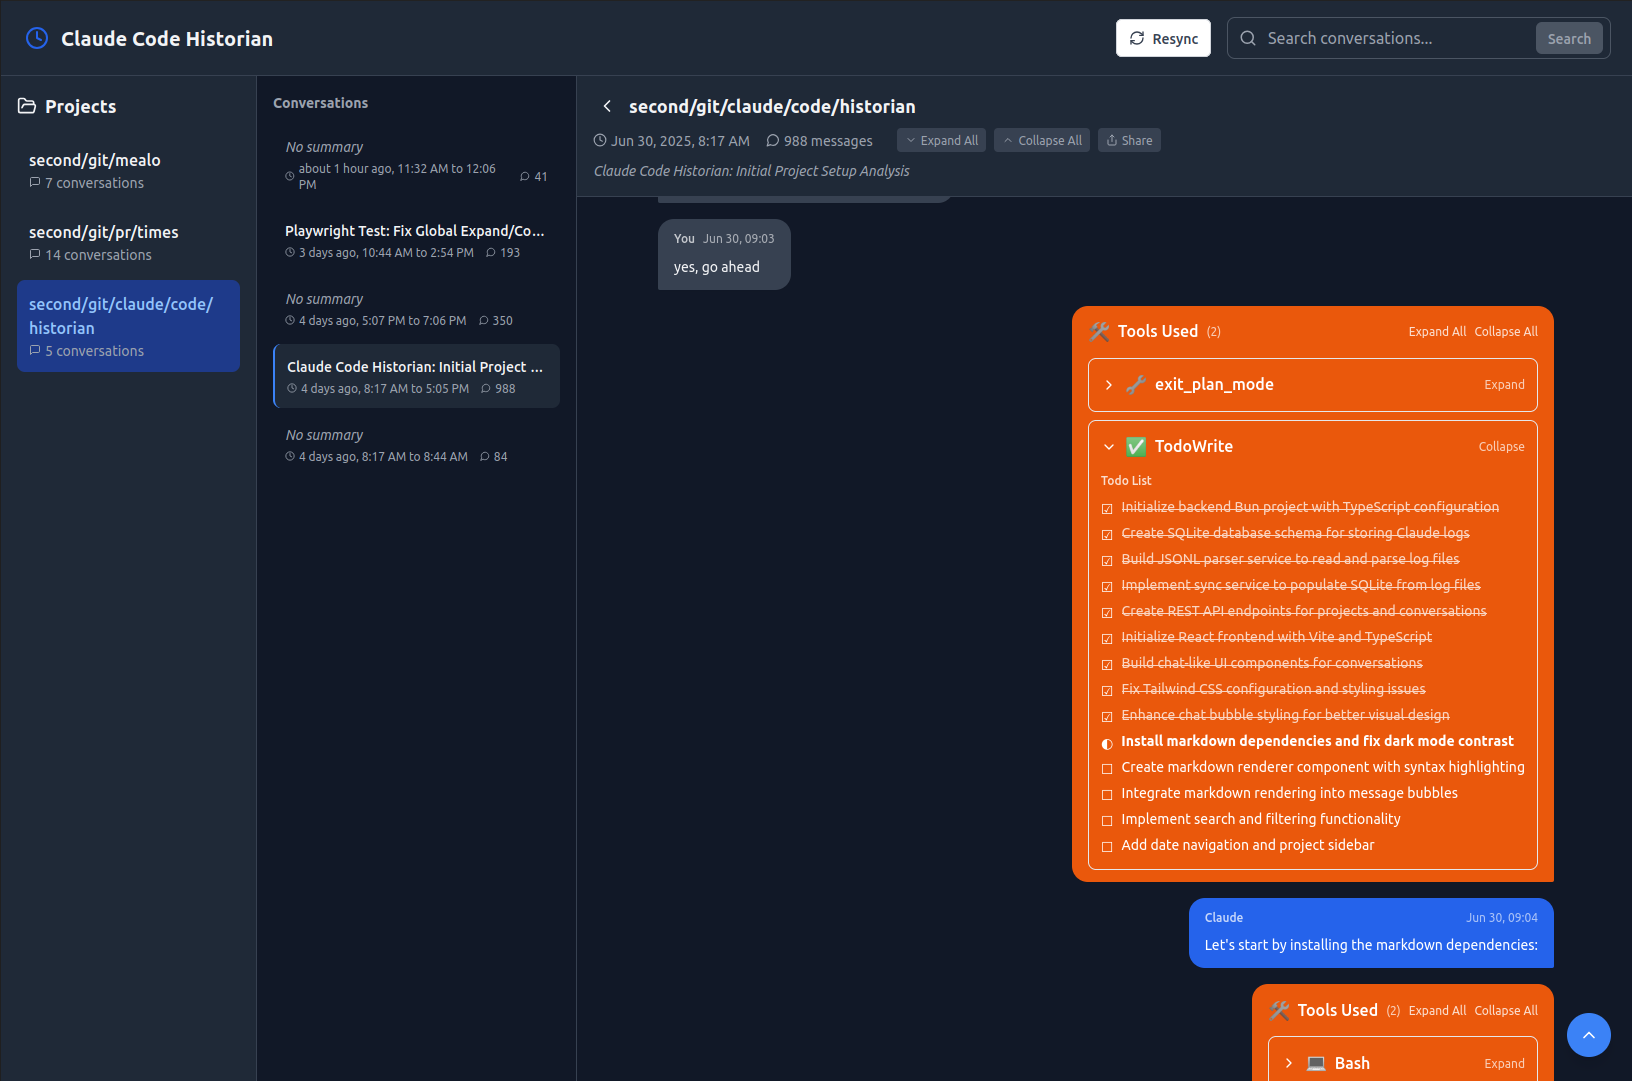 Claude Code Historian
Resync
Search conversations...
Search
Projects
second/git/mealo
7 conversations
second/git/pr/times
14 conversations
second/git/claude/code/
historian
5 conversations
Conversations
No summary
about 1 hour ago, 11:32 AM to 12:06
PM
41
Playwright Test: Fix Global Expand/Co...
3 days ago, 10:44 AM to 2:54 PM
193
No summary
4 days ago, 5:07 PM to 7:06 PM
350
Claude Code Historian: Initial Project ...
4 days ago, 8:17 AM to 5:05 PM
988
No summary
4 days ago, 8:17 AM to 8:44 AM
84
second/git/claude/code/historian
Jun 30, 2025, 8:17 AM
988 messages
Expand All
Collapse All
Share
Claude Code Historian: Initial Project Setup Analysis
You Jun 30, 09:03
yes, go ahead
Tools Used (2)
Expand All Collapse All
exit_plan_mode
Expand
TodoWrite
Collapse
Todo List
Initialize backend Bun project with TypeScript configuration
Create SQLite database schema for storing Claude logs
Build JSONL parser service to read and parse log files
Implement sync service to populate SQLite from log files
Create REST API endpoints for projects and conversations
Initialize React frontend with Vite and TypeScript
Build chat-like UI components for conversations
Fix Tailwind CSS configuration and styling issues
Enhance chat bubble styling for better visual design
Install markdown dependencies and fix dark mode contrast
Create markdown renderer component with syntax highlighting
Integrate markdown rendering into message bubbles
Implement search and filtering functionality
Add date navigation and project sidebar
Claude
Jun 30, 09:04
Let's start by installing the markdown dependencies:
Tools Used (2) Expand All Collapse All
Bash
Expand